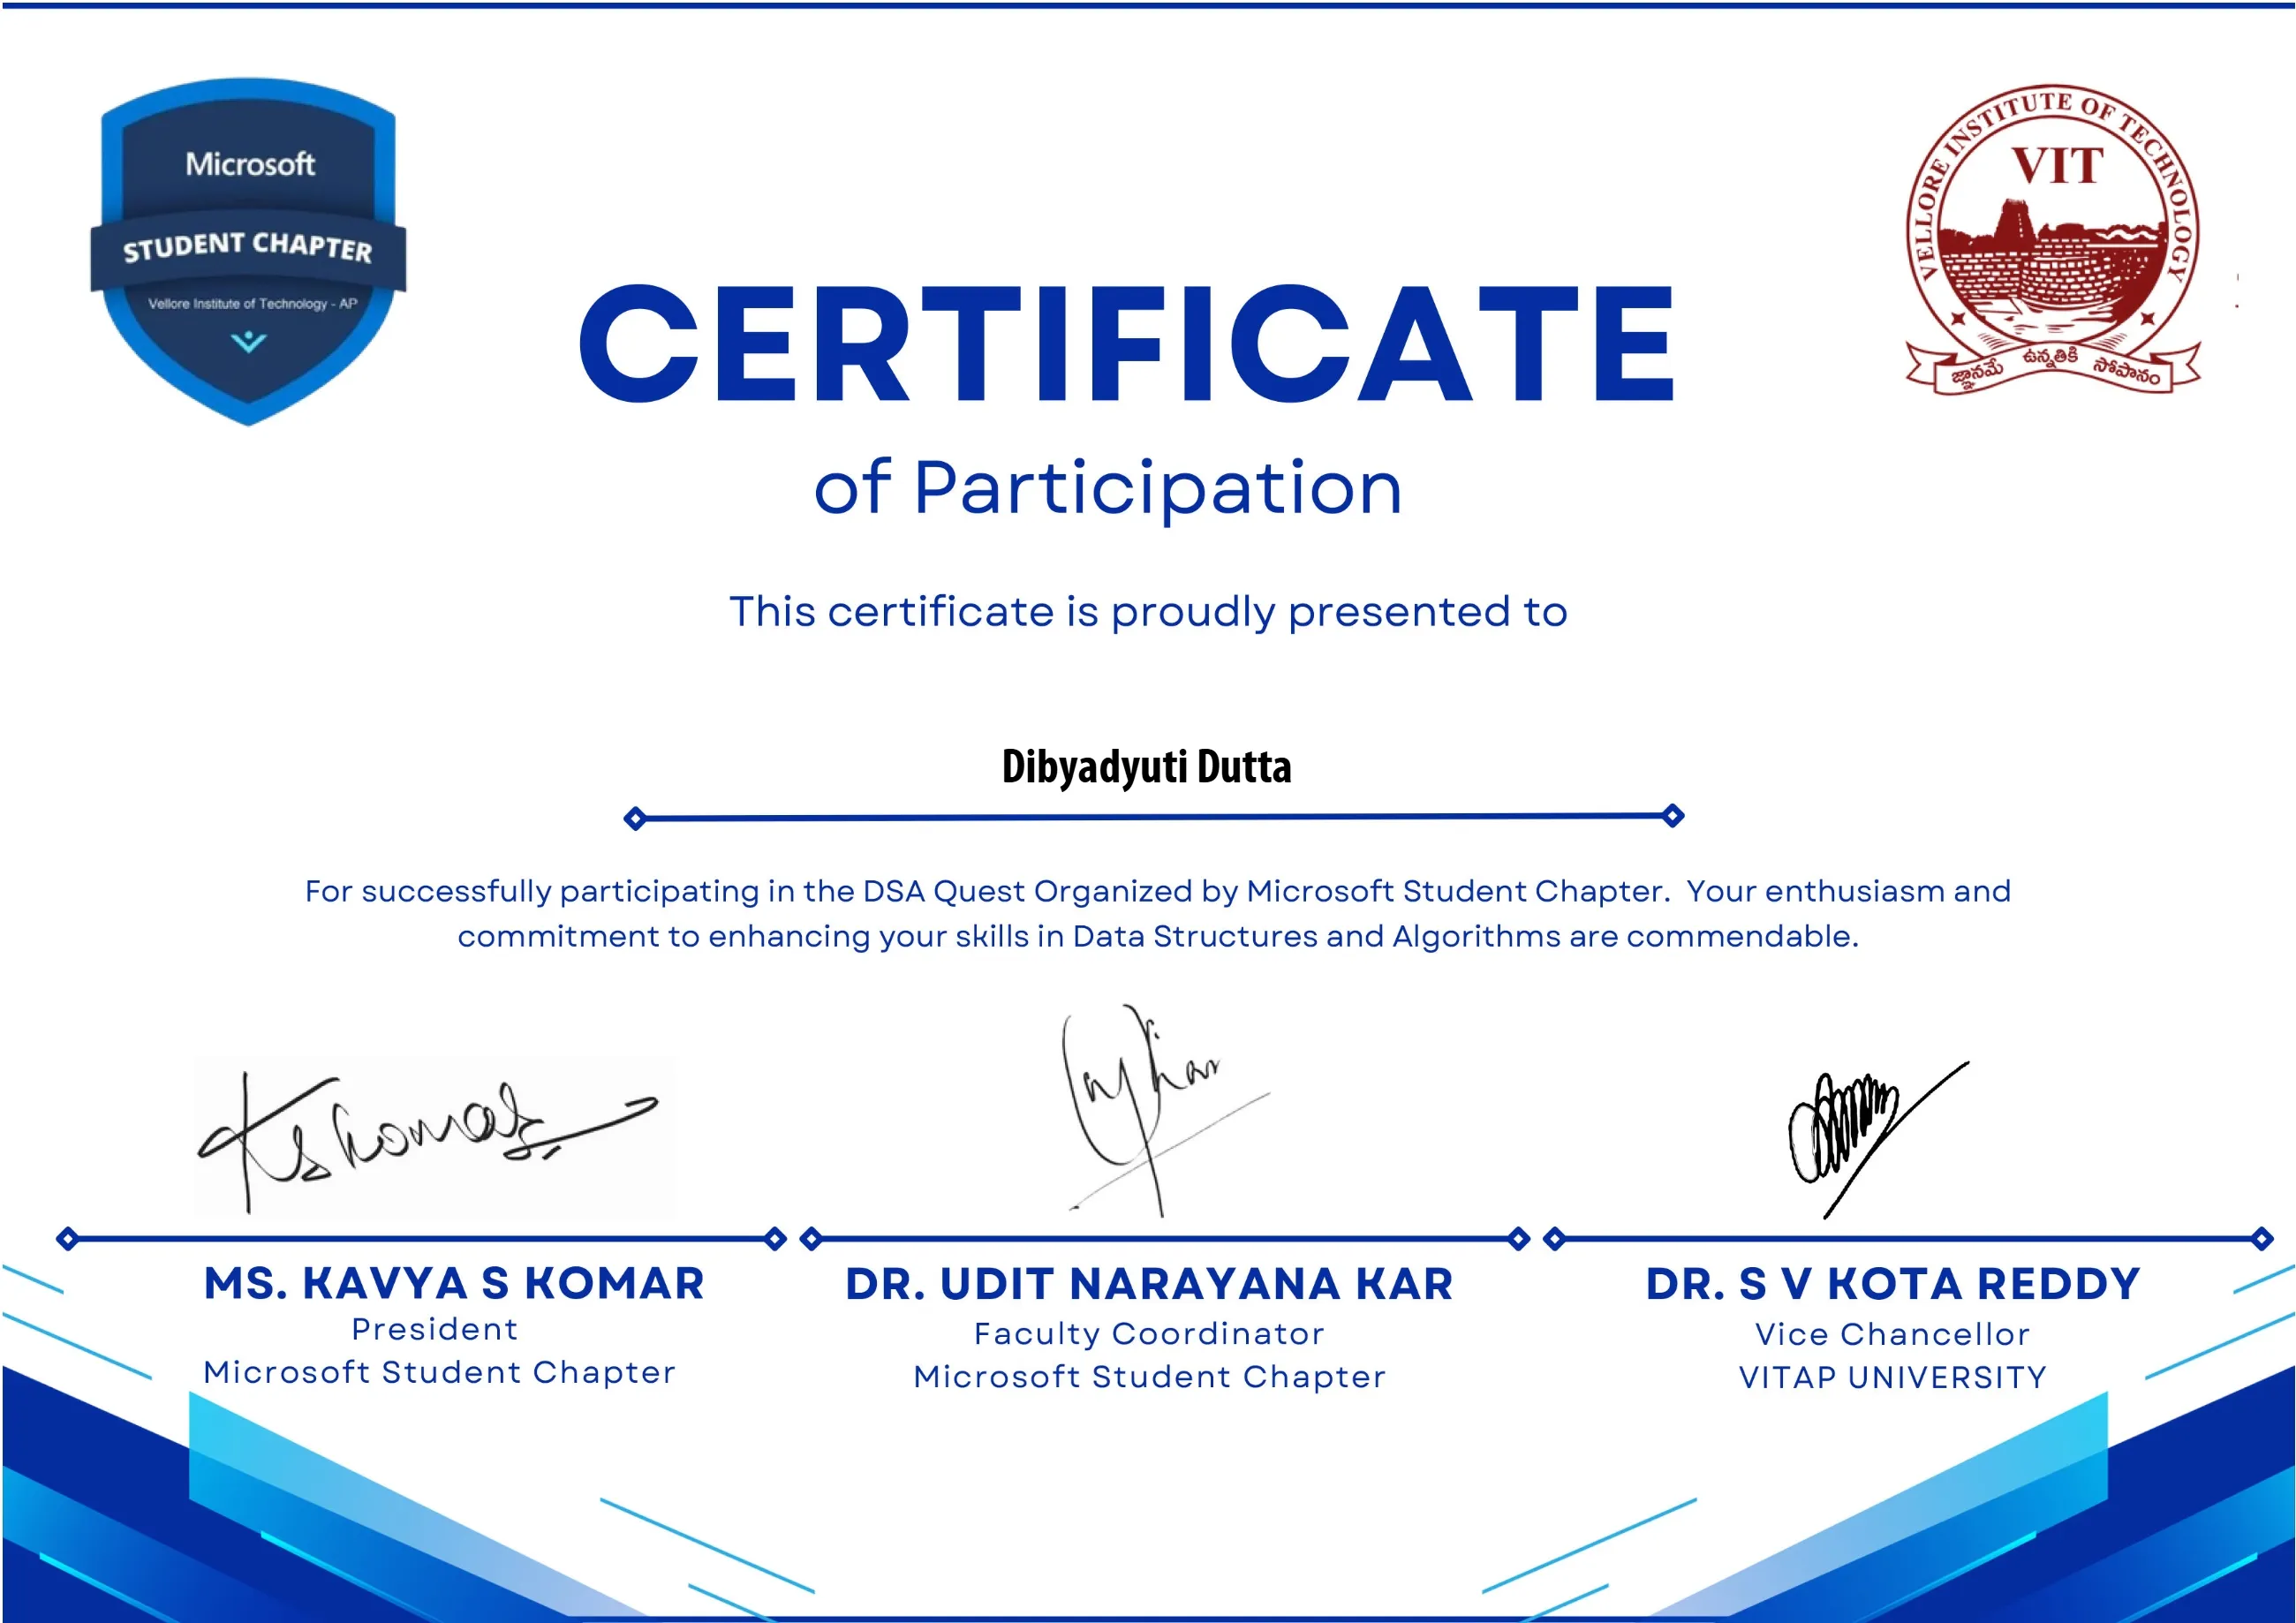 Microsoft
STUDENT CHAPTER
Vellore Institute of Technology - AP
VELLORE INSTITUTE OF TECHNOLOGY
VIT
జ్ఞానమే ఉన్నతికి సోపానం
CERTIFICATE
of Participation
This certificate is proudly presented to
Dibyadyuti Dutta
For successfully participating in the DSA Quest Organized by Microsoft Student Chapter. Your enthusiasm and
commitment to enhancing your skills in Data Structures and Algorithms are commendable.
MS. KAVYA S KOMAR
President
Microsoft Student Chapter
DR. UDIT NARAYANA KAR
Faculty Coordinator
Microsoft Student Chapter
DR. S V KOTA REDDY
Vice Chancellor
VITAP UNIVERSITY